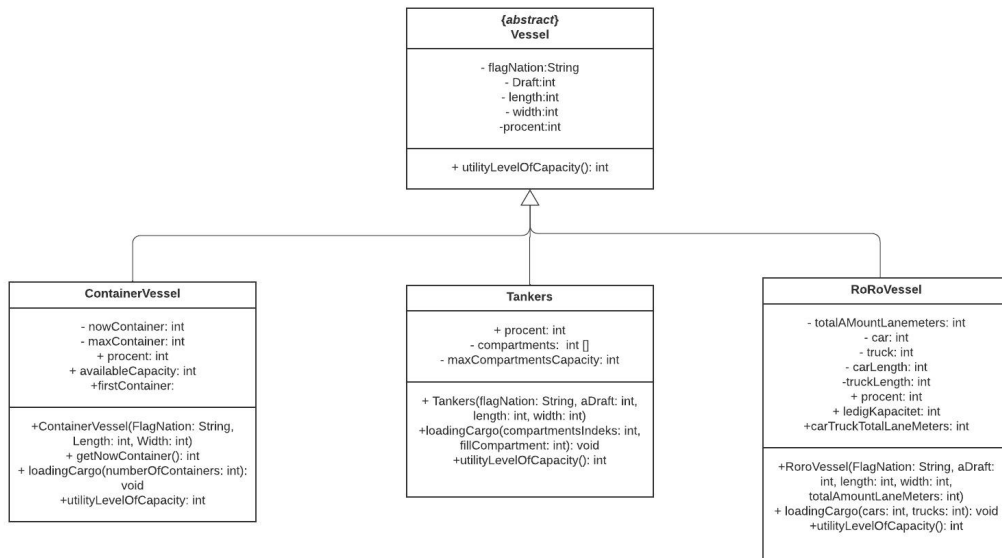 {abstract}
Vessel
- flagNation:String
- Draft:int
- length:int
- width:int
-procent:int
+ utilityLevelOfCapacity(): int
ContainerVessel
- nowContainer: int
- maxContainer: int
+ procent: int
+ availableCapacity: int
+firstContainer:
+ContainerVessel(FlagNation: String,
Length: int, Width: int)
+ getNowContainer(): int
+ loadingCargo(numberOfContainers: int):
void
+utilityLevelOfCapacity: int
Tankers
+ procent: int
- compartments:  int []
- maxCompartmentsCapacity: int
+ Tankers(flagNation: String, aDraft: int,
length: int, width: int)
+loadingCargo(compartmentsIndeks: int,
fillCompartment: int): void
+utilityLevelOfCapacity(): int
RoRoVessel
- totalAMountLanemeters: int
- car: int
- truck: int
- carLength: int
-truckLength: int
+ procent: int
+ ledigKapacitet: int
+carTruckTotalLaneMeters: int
+RoroVessel(FlagNation: String, aDraft:
int, length: int, width: int,
totalAmountLaneMeters: int)
+ loadingCargo(cars: int, trucks: int): void
+utilityLevelOfCapacity(): int